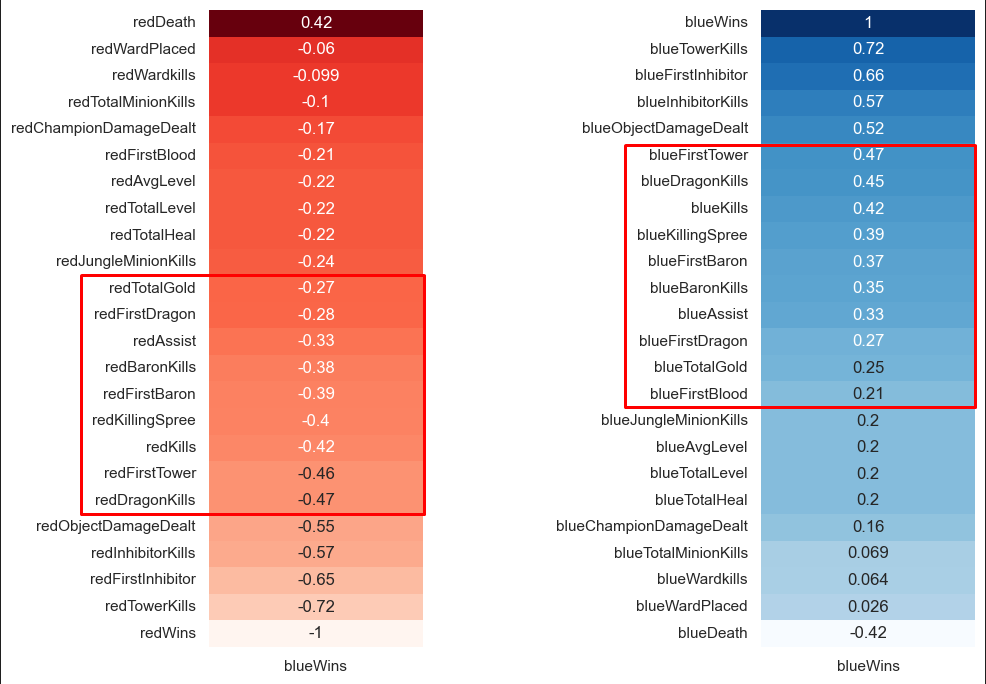 redDeath 0.42
redWardPlaced -0.06
redWardkills -0.099
redTotalMinionKills -0.1
redChampionDamageDealt -0.17
redFirstBlood -0.21
redAvgLevel -0.22
redTotalLevel -0.22
redTotalHeal -0.22
redJungleMinionKills -0.24
redTotalGold -0.27
redFirstDragon -0.28
redAssist -0.33
redBaronKills -0.38
redFirstBaron -0.39
redKillingSpree -0.4
redKills -0.42
redFirstTower -0.46
redDragonKills -0.47
redObjectDamageDealt -0.55
redInhibitorKills -0.57
redFirstInhibitor -0.65
redTowerKills -0.72
redWins -1
blueWins
blueWins 1
blueTowerKills 0.72
blueFirstInhibitor 0.66
blueInhibitorKills 0.57
blueObjectDamageDealt 0.52
blueFirstTower 0.47
blueDragonKills 0.45
blueKills 0.42
blueKillingSpree 0.39
blueFirstBaron 0.37
blueBaronKills 0.35
blueAssist 0.33
blueFirstDragon 0.27
blueTotalGold 0.25
blueFirstBlood 0.21
blueJungleMinionKills 0.2
blueAvgLevel 0.2
blueTotalLevel 0.2
blueTotalHeal 0.2
blueChampionDamageDealt 0.16
blueTotalMinionKills 0.069
blueWardkills 0.064
blueWardPlaced 0.026
blueDeath -0.42
blueWins